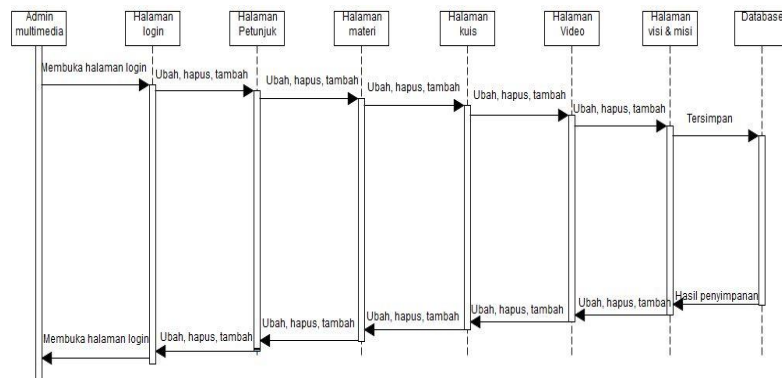 Admin
multimedia
Halaman
login
Halaman
Petunjuk
Halaman
materi
Halaman
kuis
Halaman
Video
Halaman
visi & misi
Database
Membuka halaman login
Ubah, hapus, tambah
Ubah, hapus, tambah
Ubah, hapus, tambah
Ubah, hapus, tambah
Ubah, hapus, tambah
Tersimpan
Hasil penyimpanan
Ubah, hapus, tambah
Ubah, hapus, tambah
Ubah, hapus, tambah
Ubah, hapus, tambah
Ubah, hapus, tambah
Membuka halaman login